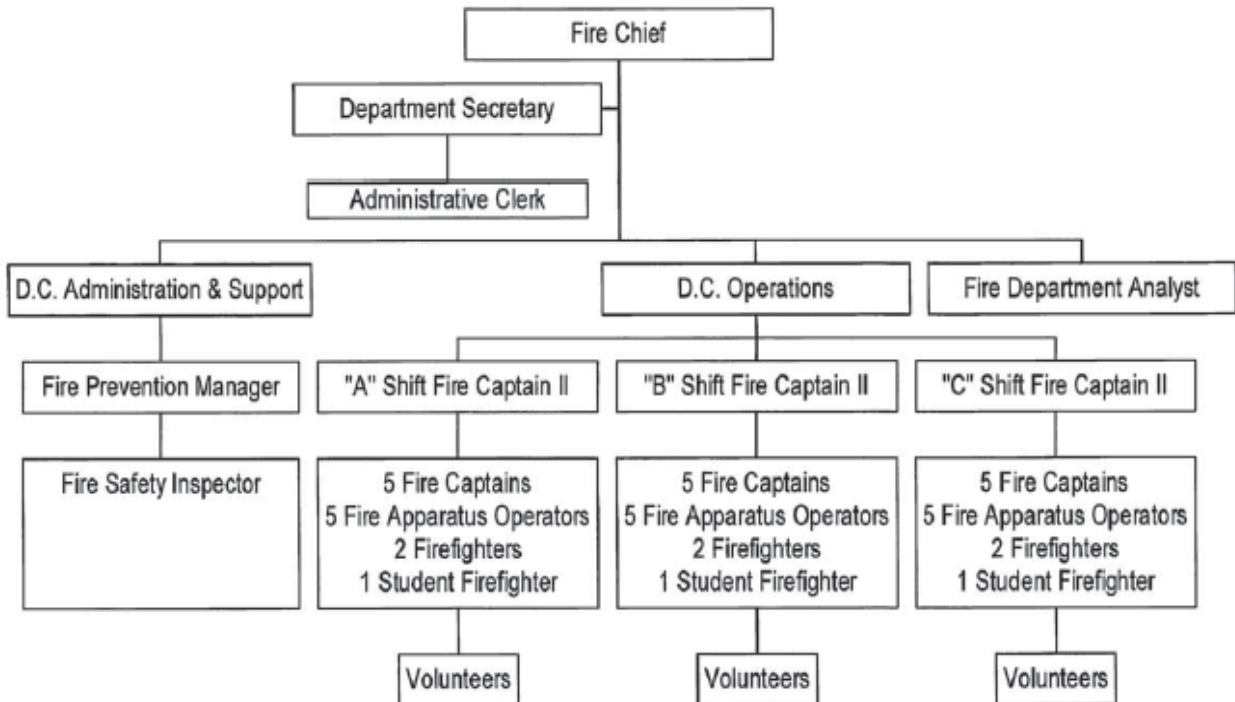 Fire Chief
Department Secretary
Administrative Clerk
D.C. Administration & Support
D.C. Operations
Fire Department Analyst
Fire Prevention Manager
"A" Shift Fire Captain II
"B" Shift Fire Captain II
"C" Shift Fire Captain II
Fire Safety Inspector
5 Fire Captains
5 Fire Apparatus Operators
2 Firefighters
1 Student Firefighter
5 Fire Captains
5 Fire Apparatus Operators
2 Firefighters
1 Student Firefighter
5 Fire Captains
5 Fire Apparatus Operators
2 Firefighters
1 Student Firefighter
Volunteers
Volunteers
Volunteers